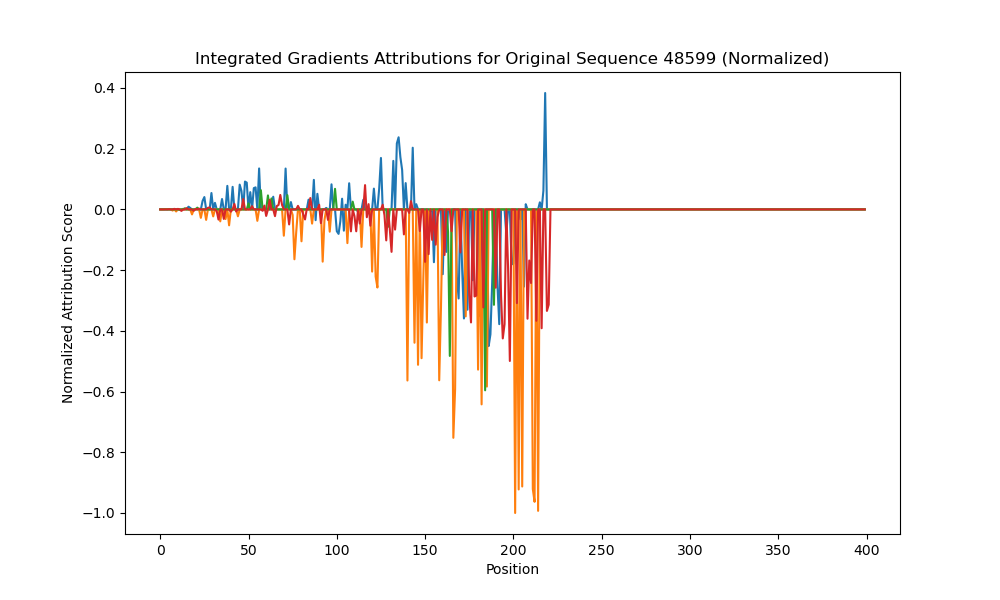 Integrated Gradients Attributions for Original Sequence 48599 (Normalized)
0.4
0.2
0.0
−0.2
−0.4
−0.6
−0.8
−1.0
Normalized Attribution Score
0 50 100 150 200 250 300 350 400
Position